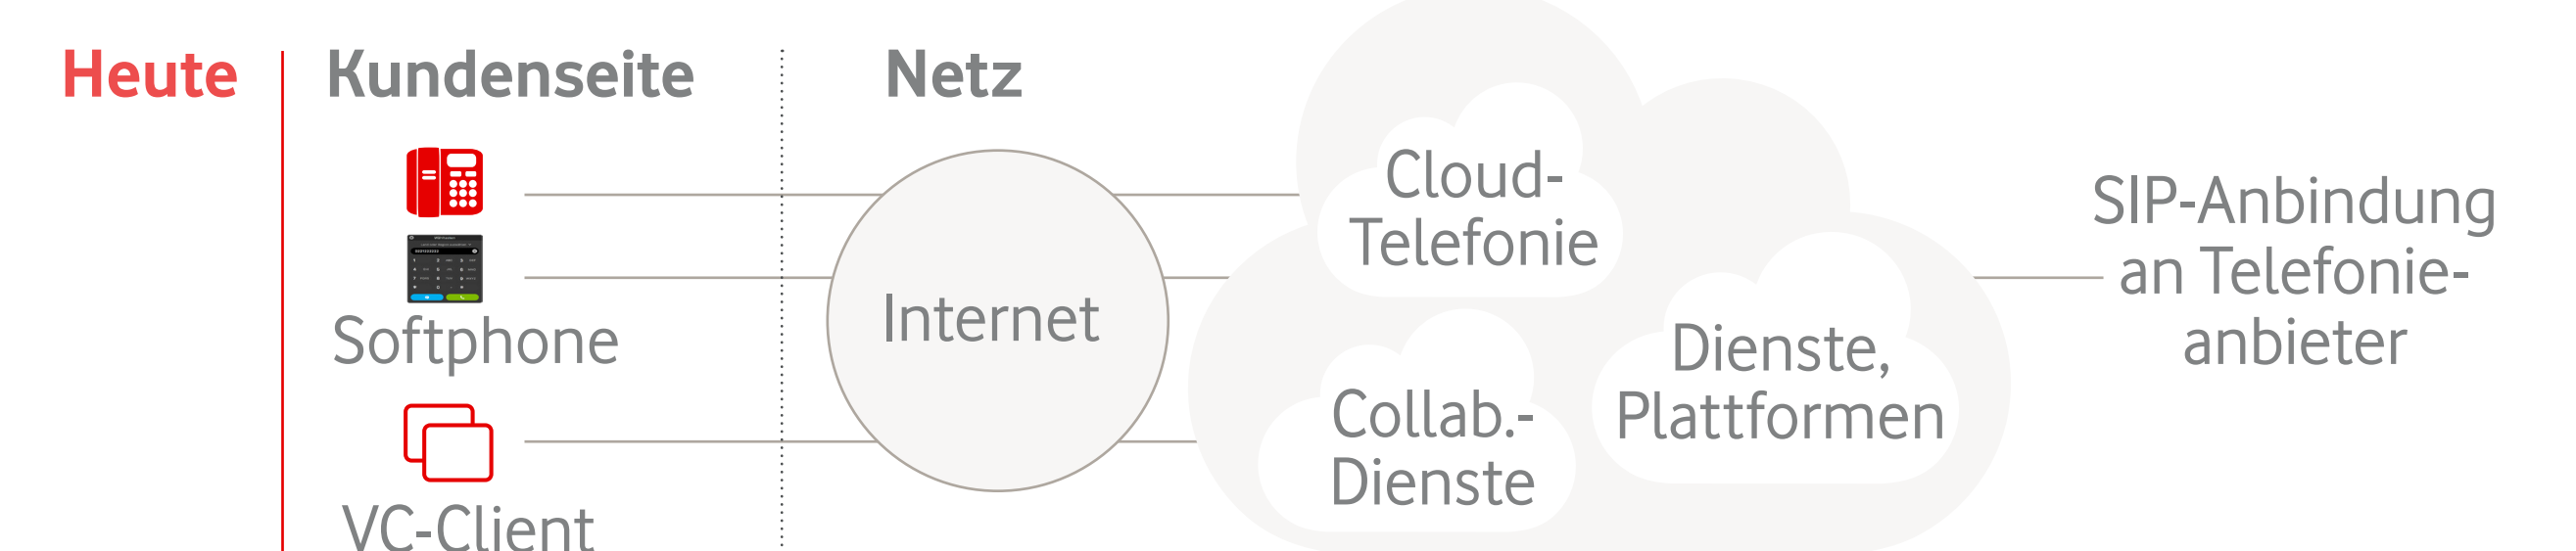 Heute
Kundenseite
Netz
Softphone
VC-Client
Internet
Cloud-
Telefonie
Collab.-
Dienste
Dienste,
Plattformen
SIP-Anbindung
an Telefonie-
anbieter